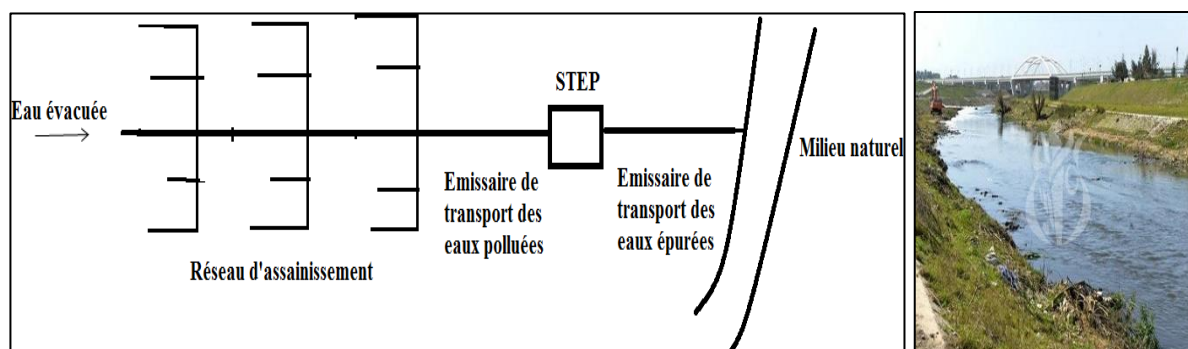 Eau évacuée
Réseau d'assainissement
Emissaire de
transport des
eaux polluées
STEP
Emissaire de
transport des
eaux épurées
Milieu naturel